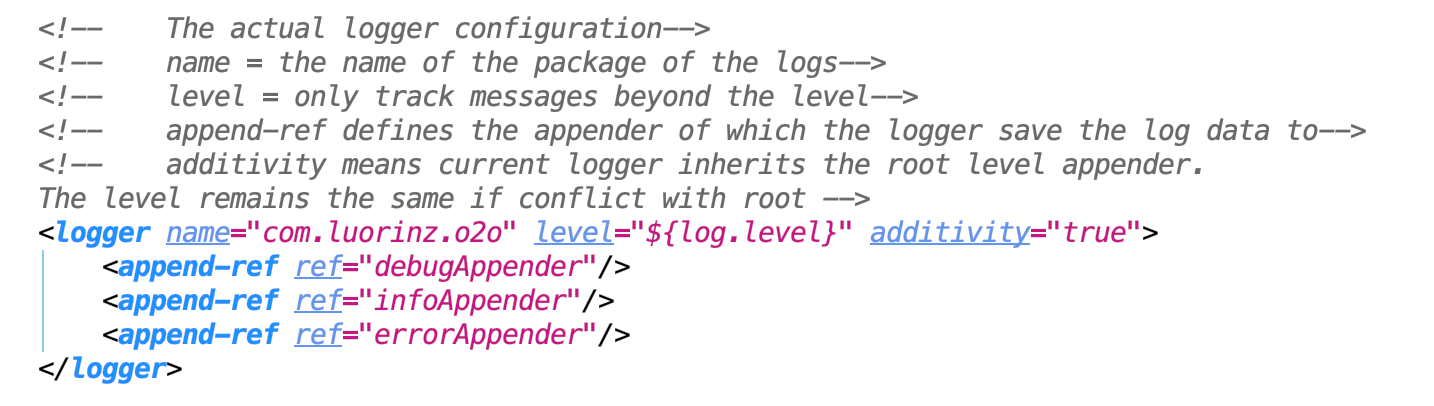 <!--    The actual logger configuration-->
<!--    name = the name of the package of the logs-->
<!--    level = only track messages beyond the level-->
<!--    append-ref defines the appender of which the logger save the log data to-->
<!--    additivity means current logger inherits the root level appender.
The level remains the same if conflict with root -->
<logger name="com.luorinz.o2o" level="${log.level}" additivity="true">
    <append-ref ref="debugAppender"/>
    <append-ref ref="infoAppender"/>
    <append-ref ref="errorAppender"/>
</logger>